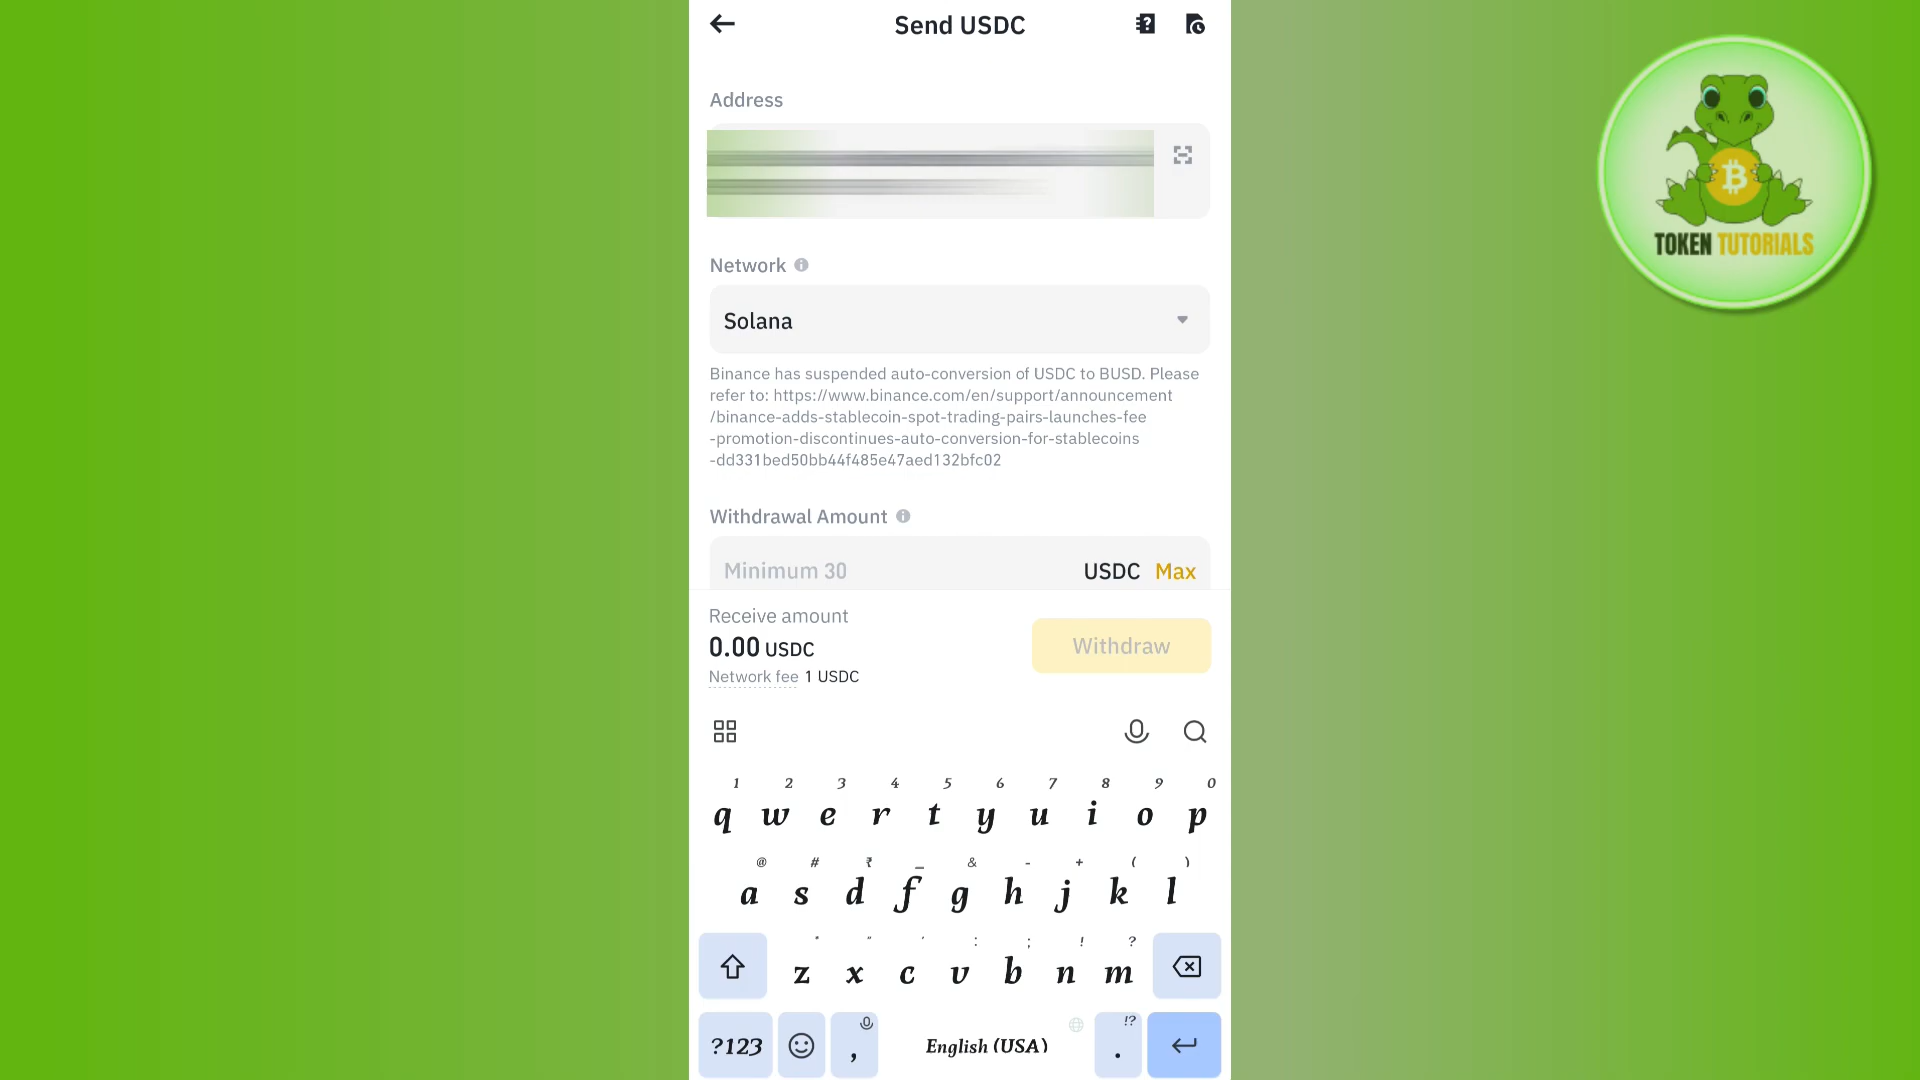 Send USDC
Address
Network
Solana
Binance has suspended auto-conversion of USDC to BUSD. Please
refer to: https://www.binance.com/en/support/announcement
/binance-adds-stablecoin-spot-trading-pairs-launches-fee
-promotion-discontinues-auto-conversion-for-stablecoins
-dd331bed50bb44f485e47aed132bfc02
Withdrawal Amount
Minimum 30 USDC Max
Receive amount
0.00 USDC
Withdraw
Network fee 1 USDC
1 2 3 4 5 6 7 8 9 0
q w e r t y u i o p
@ # ₹ _ & - + ( )
a s d f g h j k l
* " ' : ; ! ?
z x c v b n m
!?
?123 , English (USA) .
TOKEN TUTORIALS